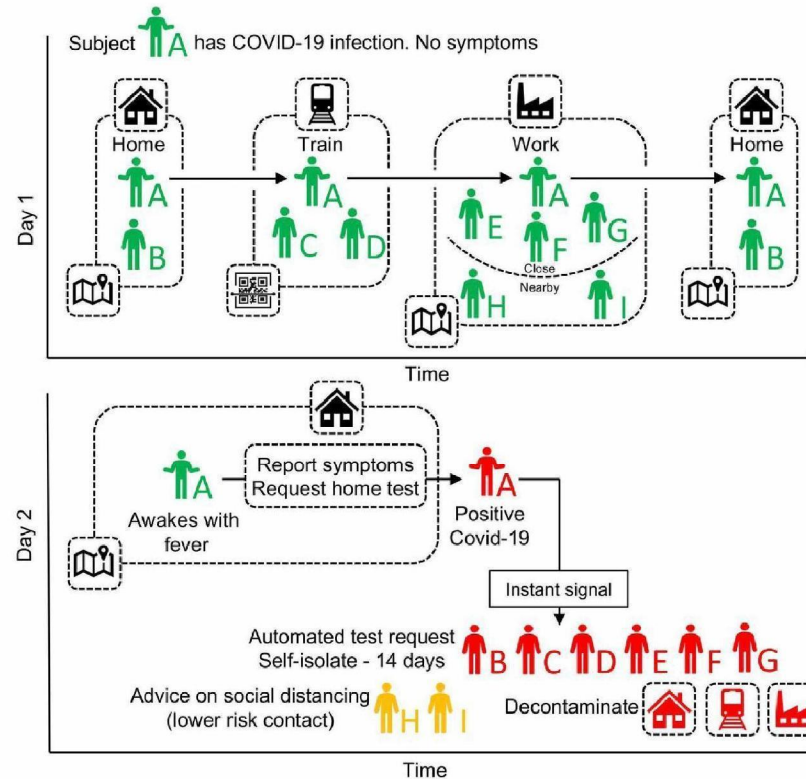 Subject A has COVID-19 infection. No symptoms
Home
Train
Work
Home
A
A
A
A
B
C
D
E
F
G
B
Close
Nearby
H
I
Day 1
Time
A
Report symptoms
Request home test
A
Awakes with
fever
Positive
Covid-19
Day 2
Instant signal
Automated test request
Self-isolate - 14 days
B C D E F G
Advice on social distancing
(lower risk contact)
H I
Decontaminate
Time